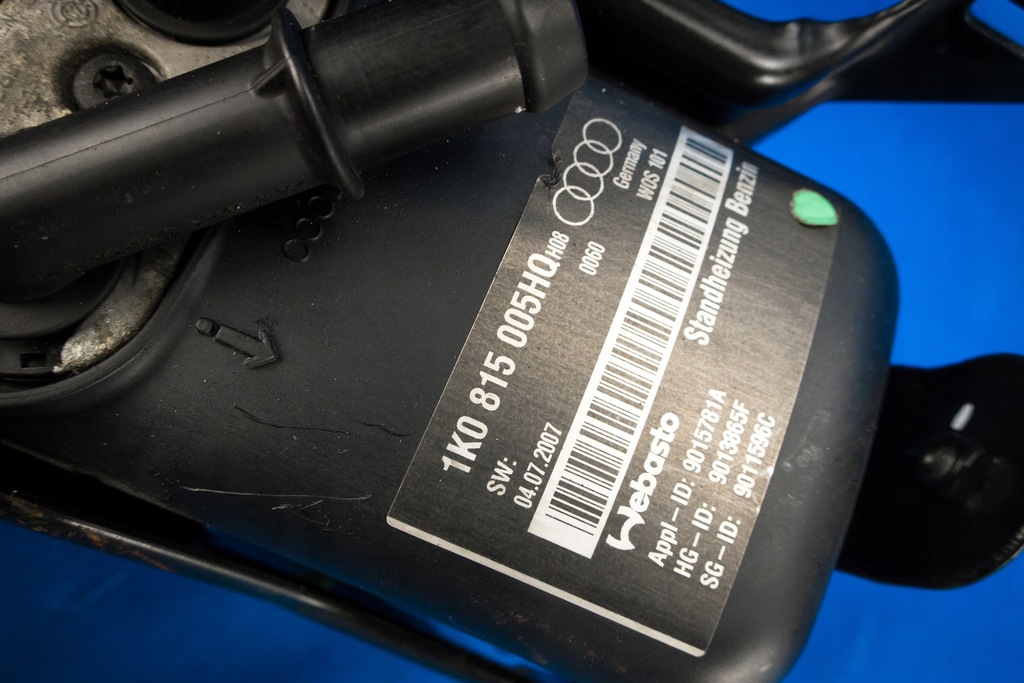 1K0 815 005HQ H08
Germany
SW: 0060 WOS 101
04.07.2007
Webasto Standheizung Benzin
Appl-ID: 9015781A
HG-ID: 9013865F
SG-ID: 9011596C